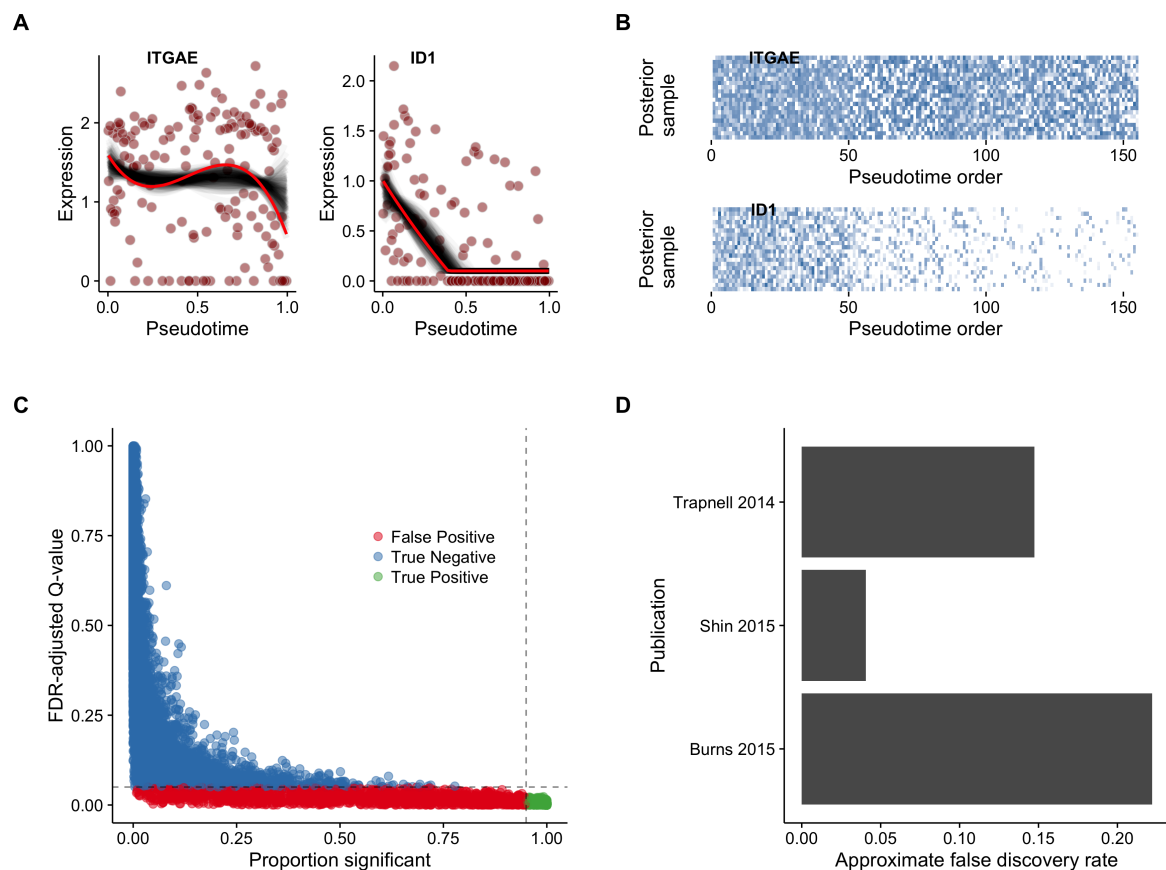 A
ITGAE
Expression
2
1
0
0.0
0.5
1.0
Pseudotime
ID1
Expression
2.0
1.5
1.0
0.5
0.0
0.0
0.5
1.0
Pseudotime
B
Posterior
sample
ITGAE
0
50
100
150
Pseudotime order
Posterior
sample
ID1
0
50
100
150
Pseudotime order
C
FDR-adjusted Q-value
1.00
0.75
0.50
0.25
0.00
False Positive
True Negative
True Positive
0.00
0.25
0.50
0.75
1.00
Proportion significant
D
Publication
Trapnell 2014
Shin 2015
Burns 2015
0.00
0.05
0.10
0.15
0.20
Approximate false discovery rate